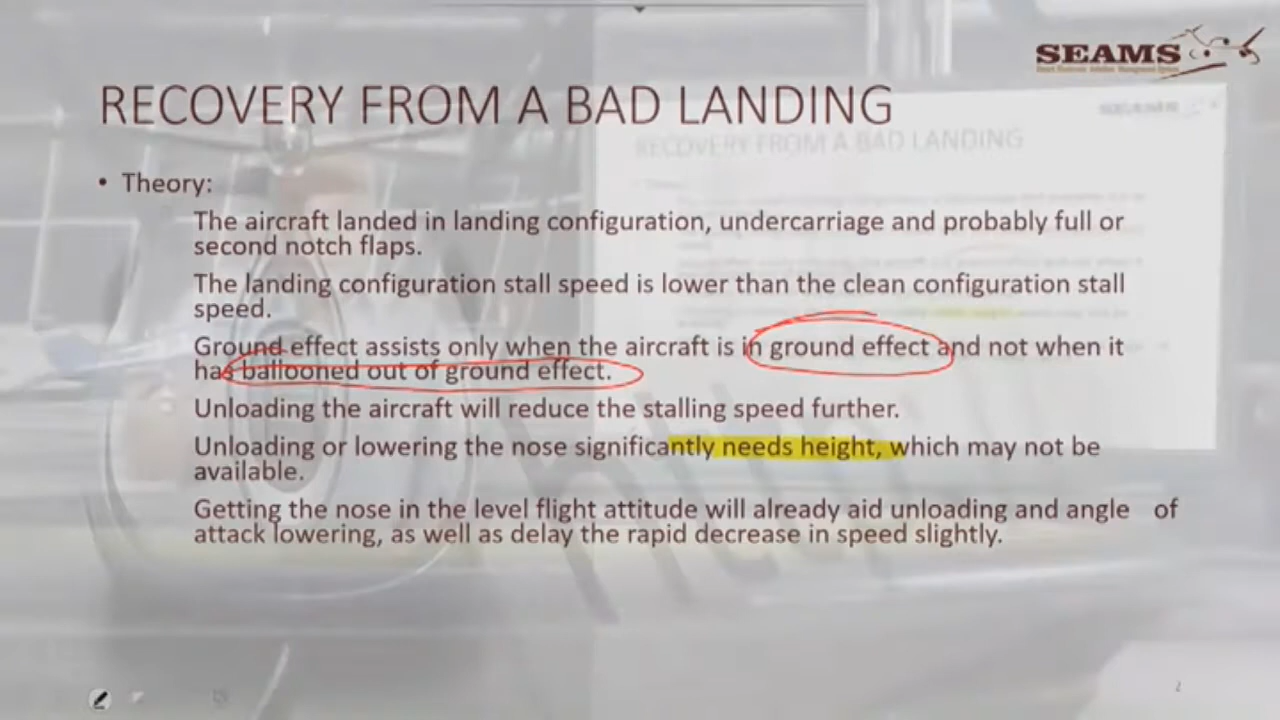 SEAMS
RECOVERY FROM A BAD LANDING
RECOVERY FROM A BAD LANDING
• Theory:
The aircraft landed in landing configuration, undercarriage and probably full or
second notch flaps.
The landing configuration stall speed is lower than the clean configuration stall
speed.
Ground effect assists only when the aircraft is in ground effect and not when it
has ballooned out of ground effect.
Unloading the aircraft will reduce the stalling speed further.
Unloading or lowering the nose significantly needs height, which may not be
available.
Getting the nose in the level flight attitude will already aid unloading and angle of
attack lowering, as well as delay the rapid decrease in speed slightly.
2